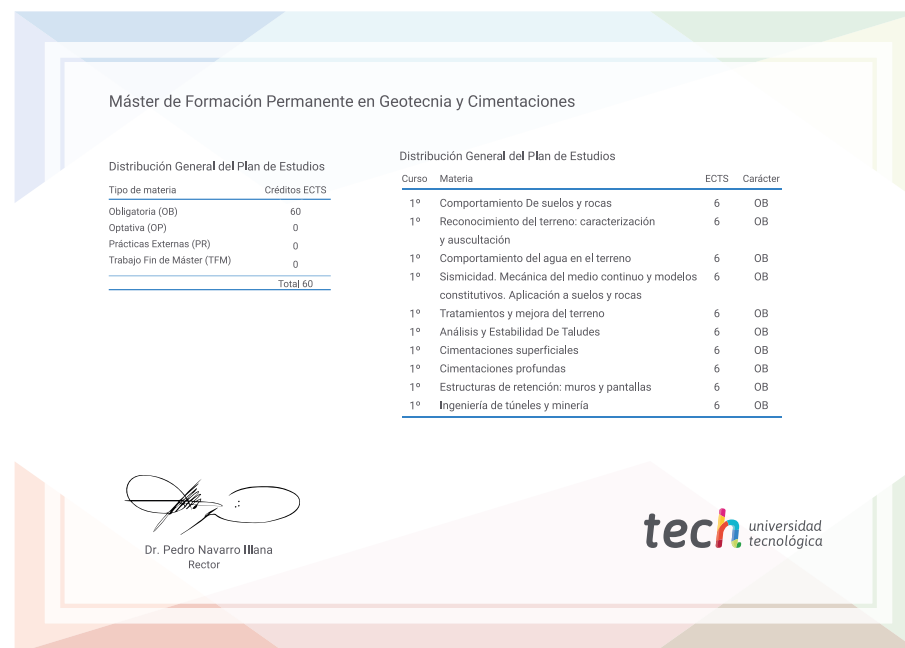 Máster de Formación Permanente en Geotecnia y Cimentaciones
Distribución General del Plan de Estudios
Tipo de materia Créditos ECTS
Obligatoria (OB) 60
Optativa (OP) 0
Prácticas Externas (PR) 0
Trabajo Fin de Máster (TFM) 0
Total 60
Distribución General del Plan de Estudios
Curso Materia ECTS Carácter
1º Comportamiento De suelos y rocas 6 OB
1º Reconocimiento del terreno: caracterización 6 OB
y auscultación
1º Comportamiento del agua en el terreno 6 OB
1º Sismicidad. Mecánica del medio continuo y modelos 6 OB
constitutivos. Aplicación a suelos y rocas
1º Tratamientos y mejora del terreno 6 OB
1º Análisis y Estabilidad De Taludes 6 OB
1º Cimentaciones superficiales 6 OB
1º Cimentaciones profundas 6 OB
1º Estructuras de retención: muros y pantallas 6 OB
1º Ingeniería de túneles y minería 6 OB
Dr. Pedro Navarro Illana
Rector
tech universidad
tecnológica